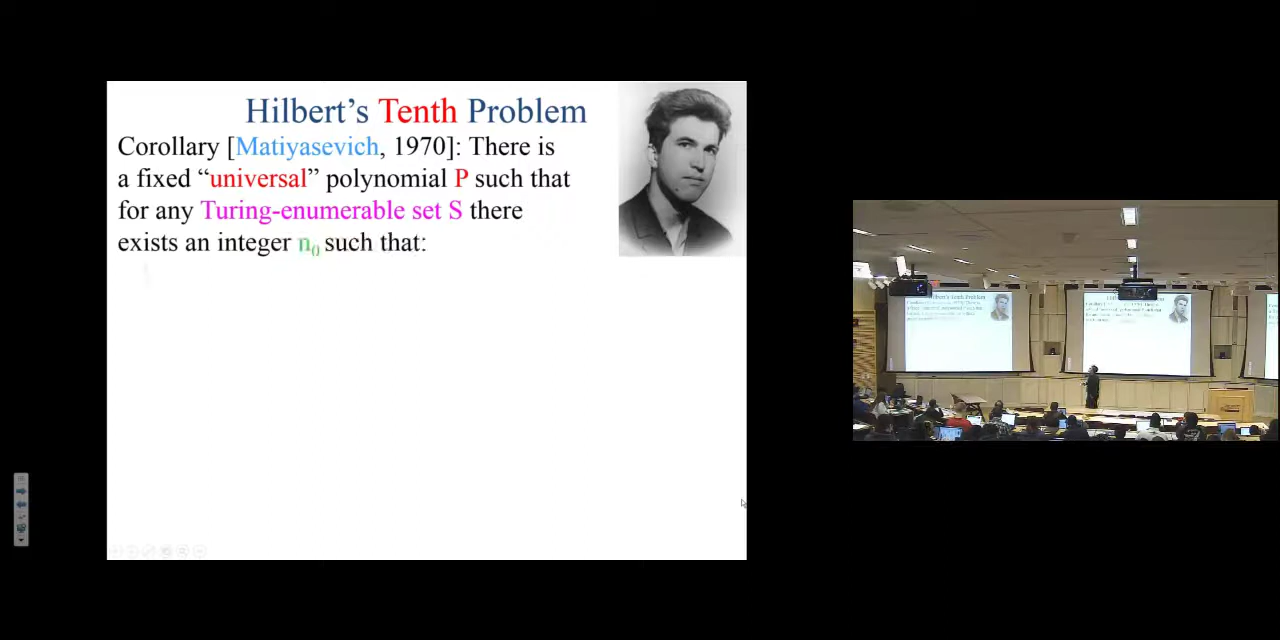 Hilbert's Tenth Problem
Corollary [Matiyasevich, 1970]: There is
a fixed “universal” polynomial P such that
for any Turing-enumerable set S there
exists an integer n₀ such that: